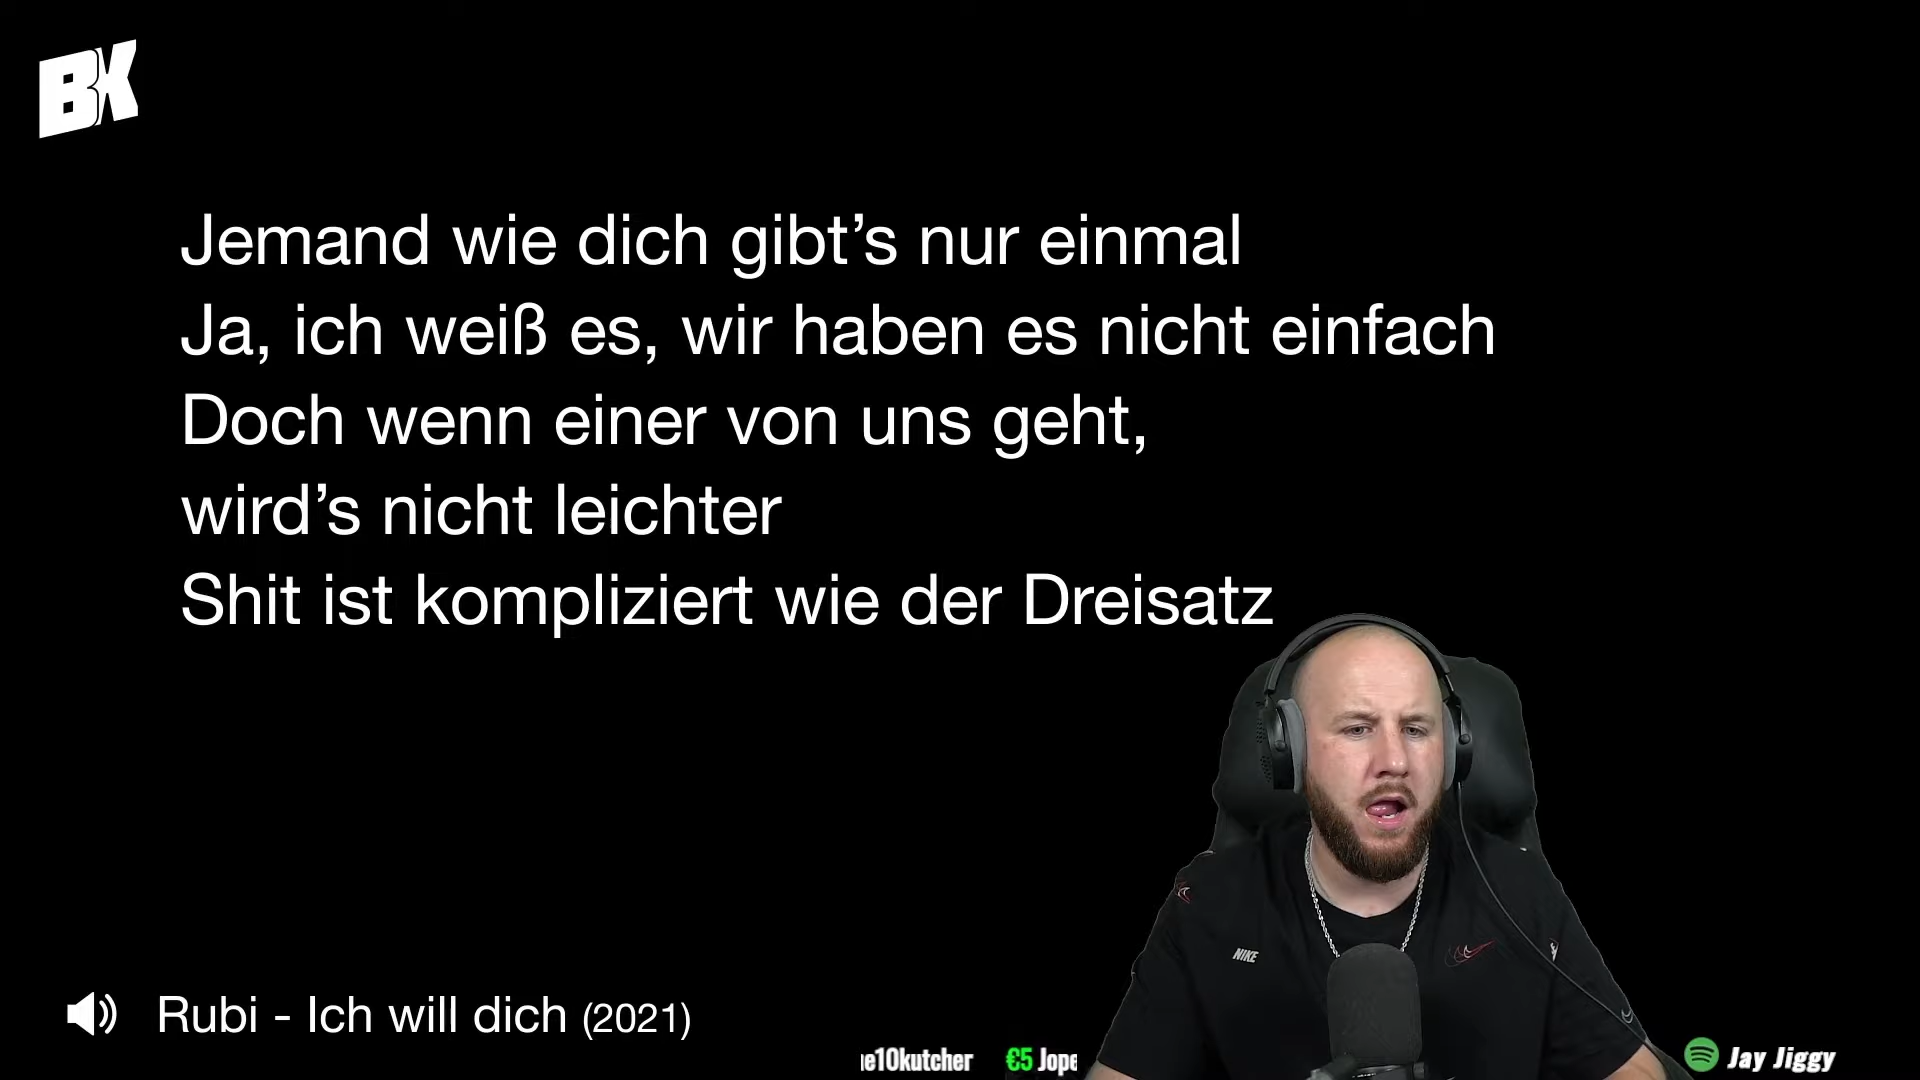 BK
Jemand wie dich gibt’s nur einmal
Ja, ich weiß es, wir haben es nicht einfach
Doch wenn einer von uns geht,
wird’s nicht leichter
Shit ist kompliziert wie der Dreisatz
NIKE
Rubi - Ich will dich (2021)
e10kutcher €5 Jope
Jay Jiggy